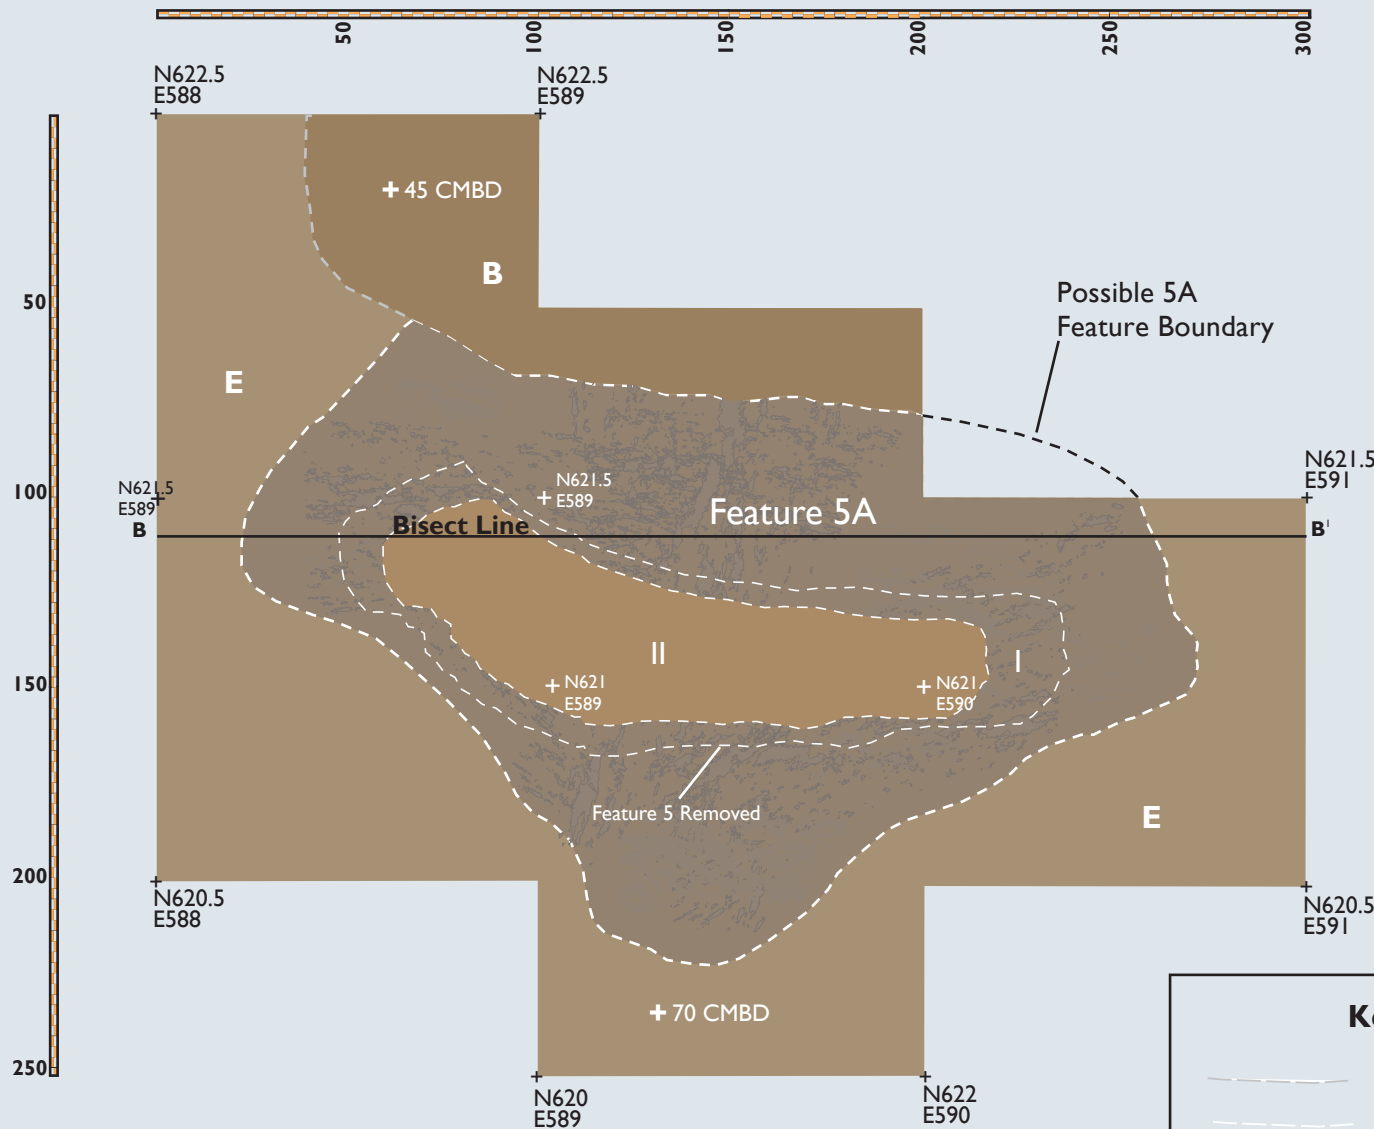 50
100
150
200
250
300
N622.5
E588
N622.5
E589
+ 45 CMBD
B
50
Possible 5A
Feature Boundary
E
N621.5
E591
100
N621.5
E589
N621.5
E589
Feature 5A
B
Bisect Line
B'
II
I
150
N621
E589
N621
E590
Feature 5 Removed
E
200
N620.5
E588
N620.5
E591
+ 70 CMBD
250
N620
E589
N622
E590